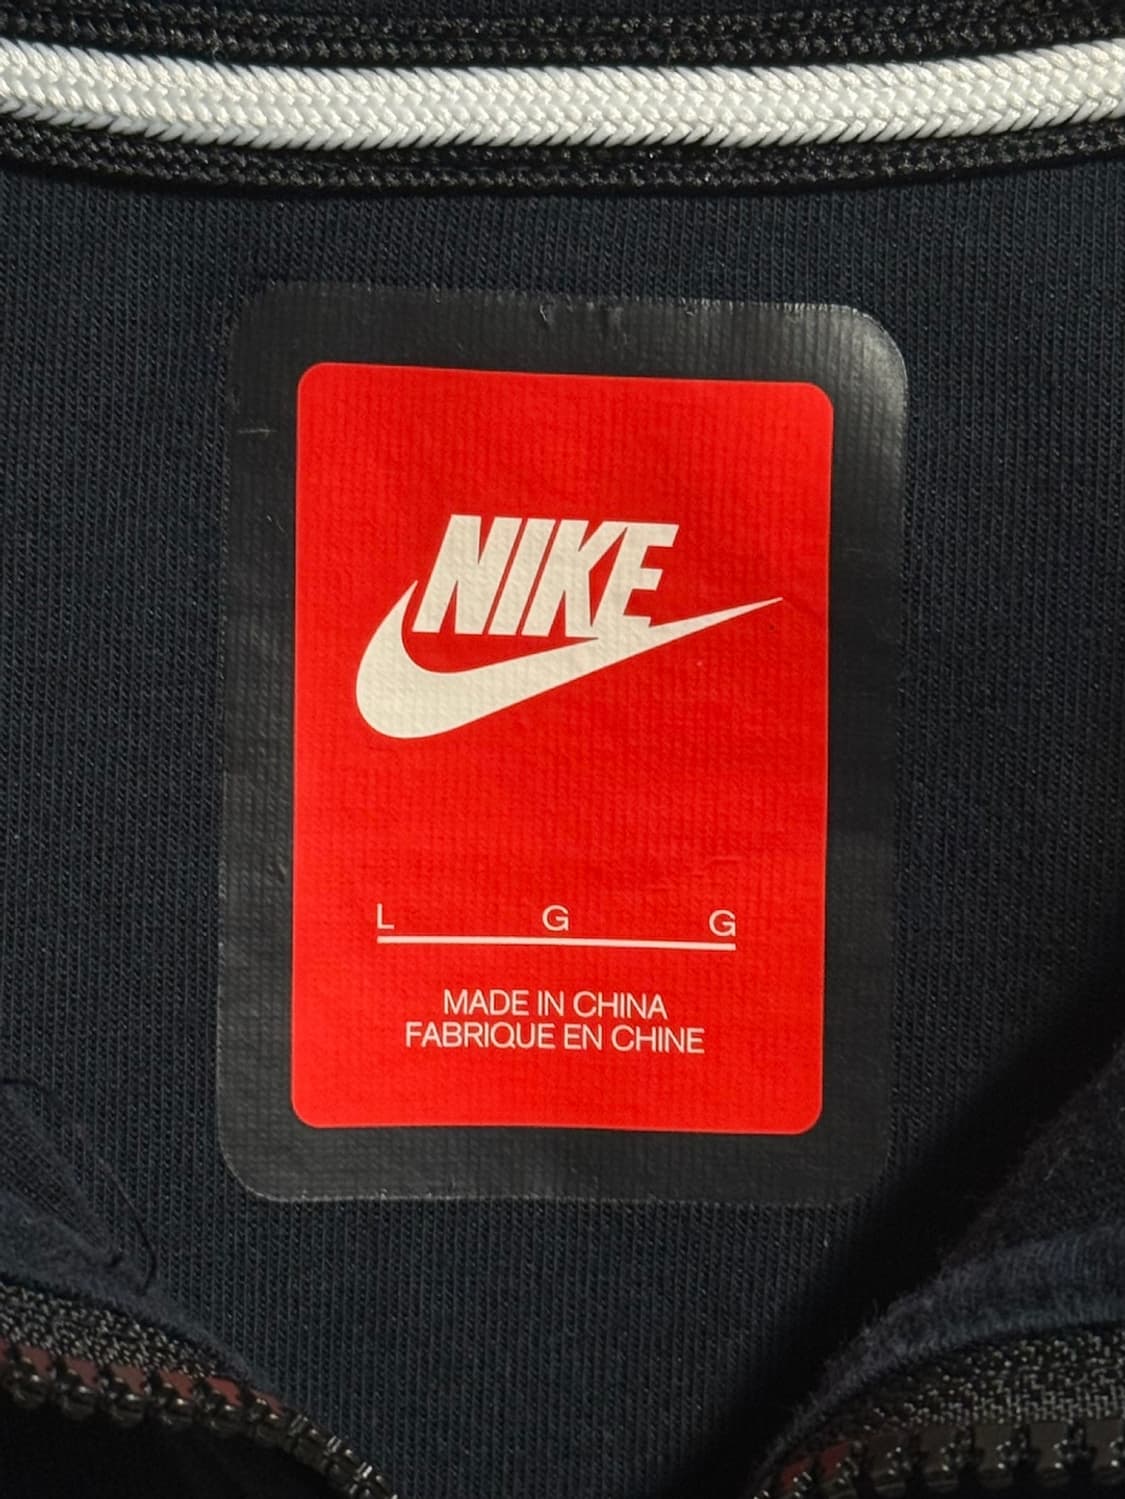 NIKE
L G G
MADE IN CHINA
FABRIQUE EN CHINE